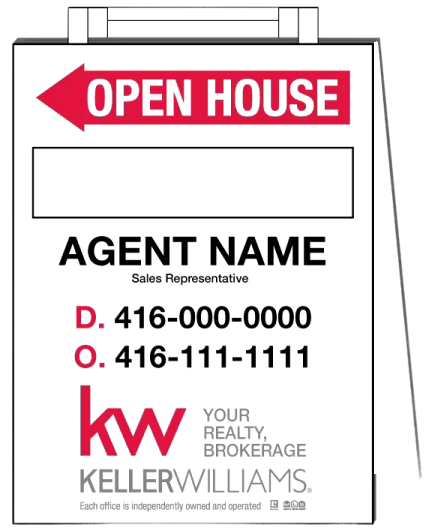 OPEN HOUSE
AGENT NAME
Sales Representative
D. 416-000-0000
O. 416-111-1111
kw
YOUR
REALTY,
BROKERAGE
KELLERWILLIAMS®
Each office is independently owned and operated